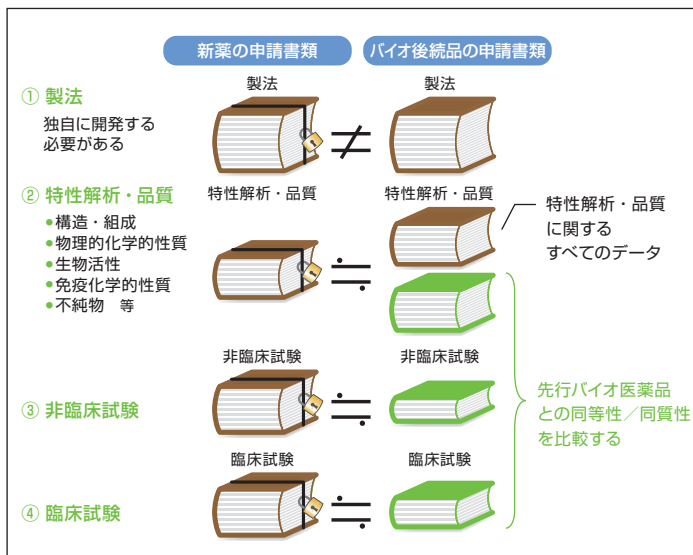 新薬の申請書類
バイオ後続品の申請書類
① 製法
独自に開発する
必要がある
製法
≠
製法
② 特性解析・品質
•構造・組成
•物理的化学的性質
•生物活性
•免疫化学的性質
•不純物 等
特性解析・品質
≒
特性解析・品質
特性解析・品質
に関する
すべてのデータ
③ 非臨床試験
非臨床試験
≒
非臨床試験
④ 臨床試験
臨床試験
≒
臨床試験
先行バイオ医薬品
との同等性／同質性
を比較する